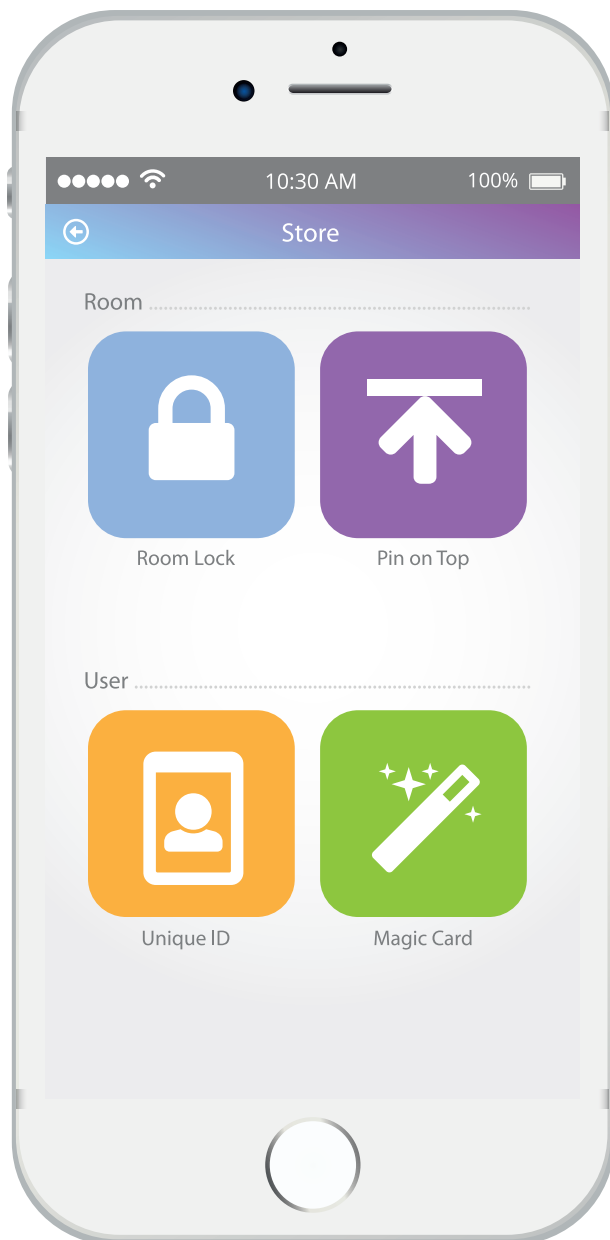 10:30 AM 100%
Store
Room
Room Lock Pin on Top
User
Unique ID Magic Card